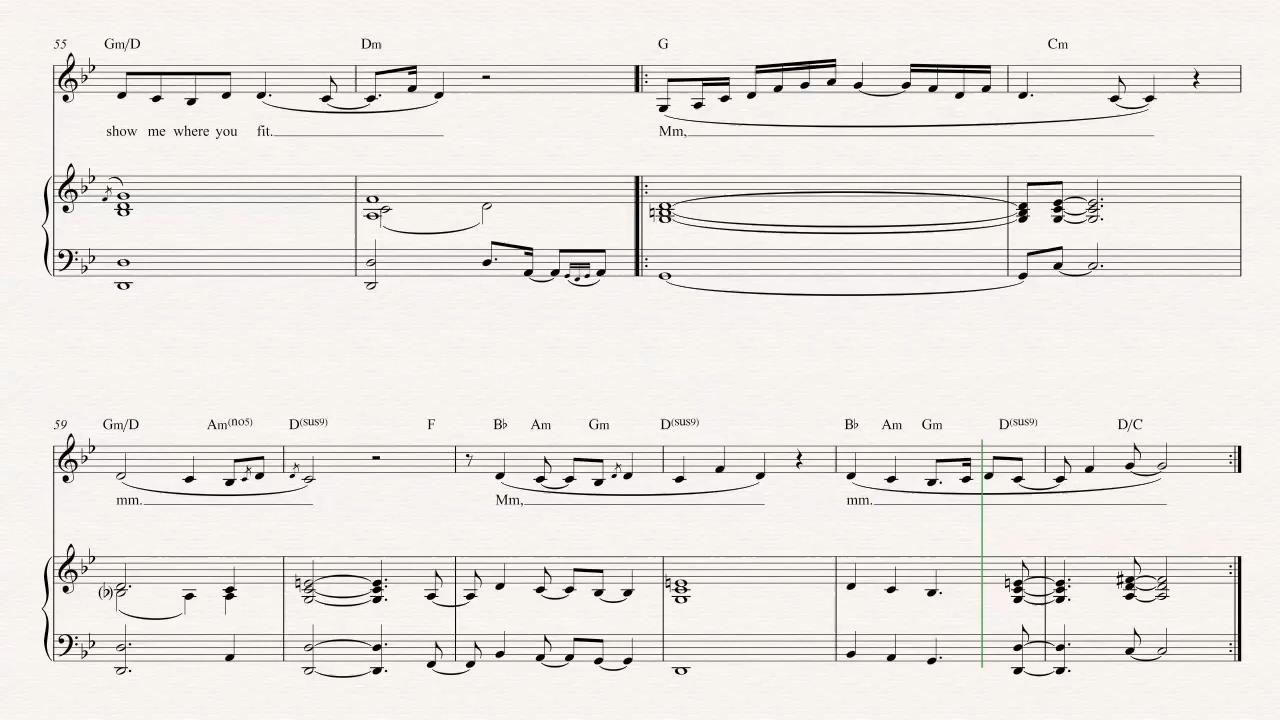 55 Gm/D Dm G Cm
show me where you fit. Mm,
59 Gm/D Am(no5) D(sus9) F B♭ Am Gm D(sus9) B♭ Am Gm D(sus9) D/C
mm. Mm, mm.